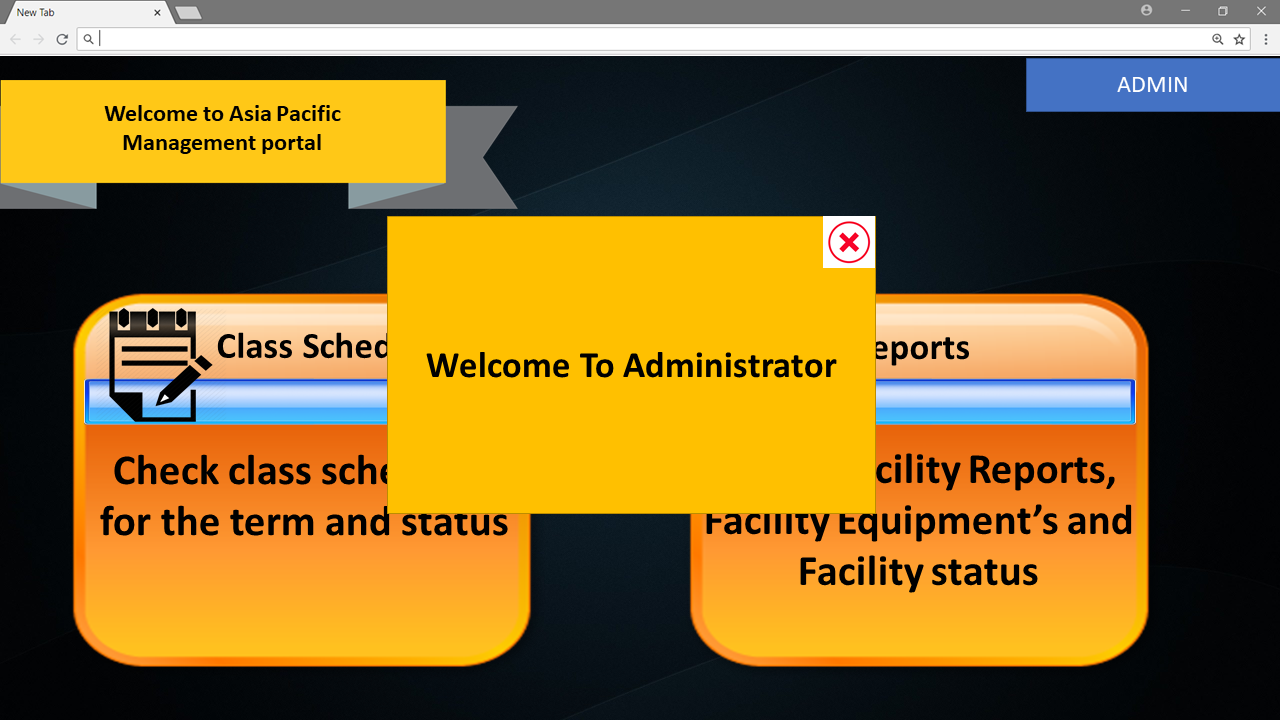 New Tab
ADMIN
Welcome to Asia Pacific
Management portal
Welcome To Administrator
Class Sched
eports
Check class sche
for the term and status
cility Reports,
Facility Equipment’s and
Facility status